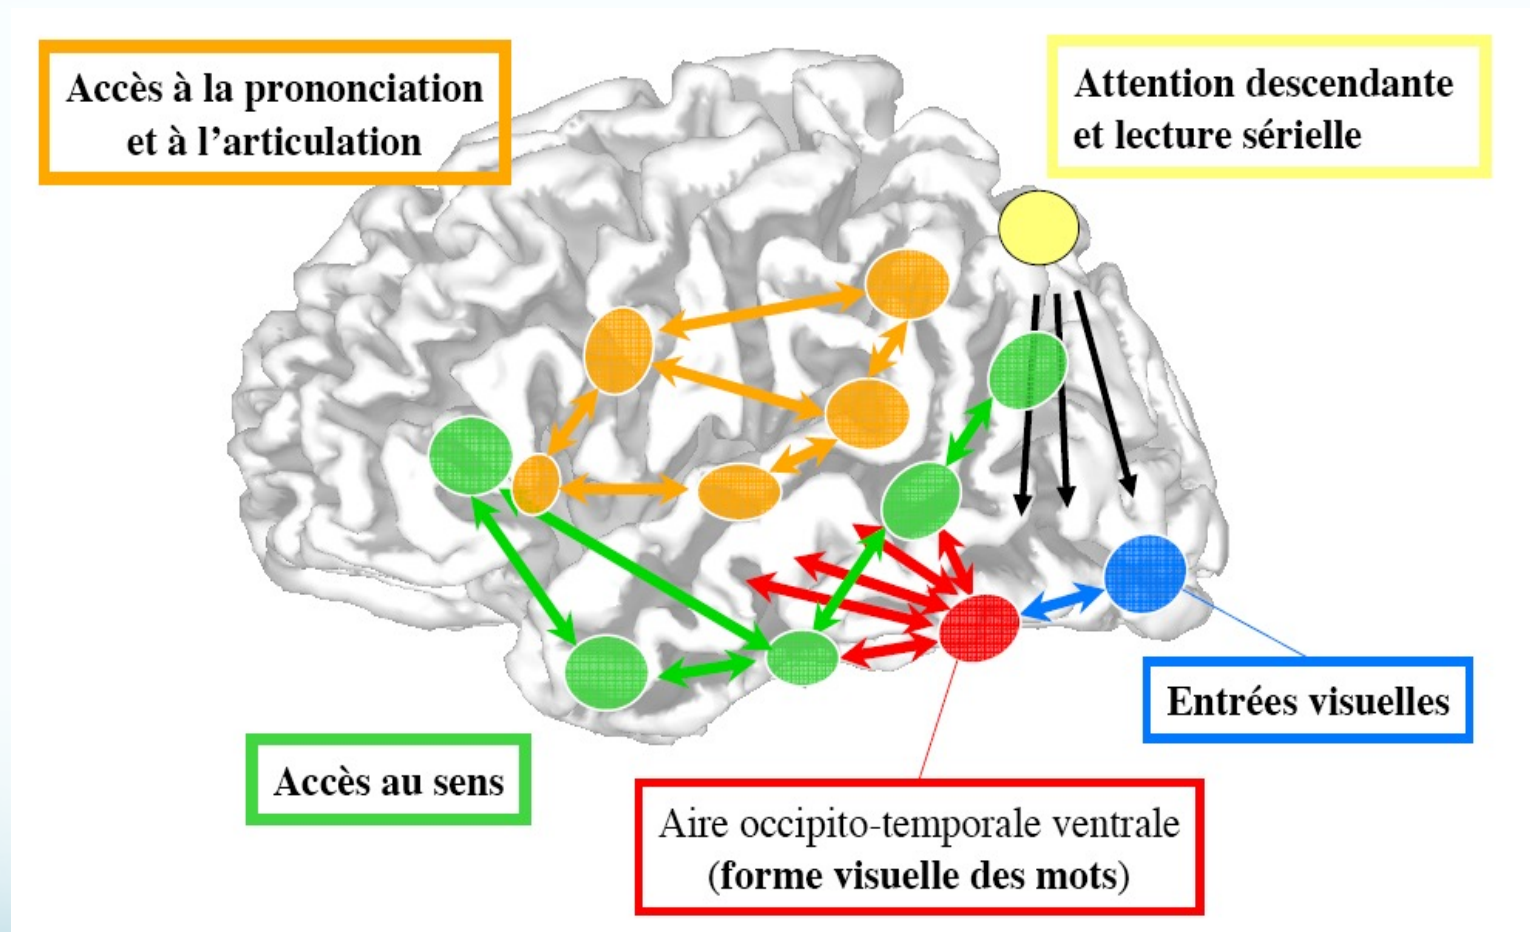 Accès à la prononciation
et à l’articulation
Attention descendante
et lecture sérielle
Entrées visuelles
Accès au sens
Aire occipito-temporale ventrale
(forme visuelle des mots)